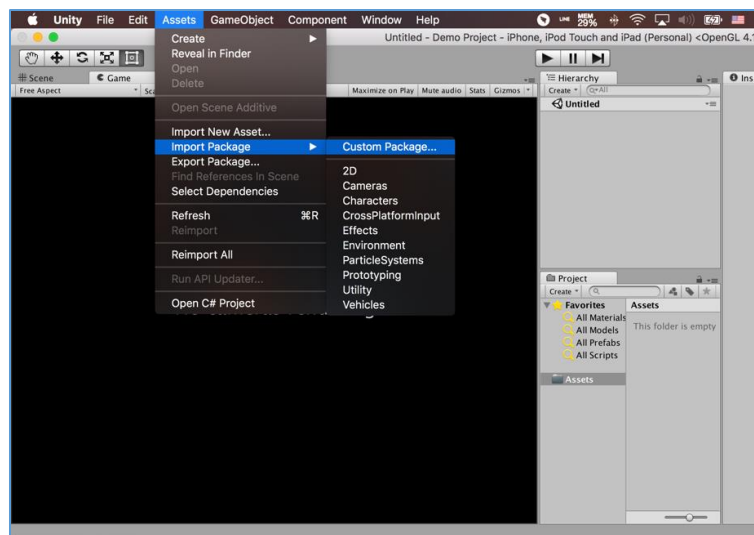 Unity File Edit Assets GameObject Component Window Help LINE MEM 29%
Untitled - Demo Project - iPhone, iPod Touch and iPad (Personal) <OpenGL 4.1
Scene
Game
Free Aspect
Maximize on Play Mute audio Stats Gizmos
Create
Reveal in Finder
Open
Delete
Open Scene Additive
Import New Asset...
Import Package
Export Package...
Find References In Scene
Select Dependencies
Refresh ⌘R
Reimport
Reimport All
Run API Updater...
Open C# Project
Custom Package...
2D
Cameras
Characters
CrossPlatformInput
Effects
Environment
ParticleSystems
Prototyping
Utility
Vehicles
Hierarchy
Create All
Untitled
Ins
Project
Create
Favorites
All Materials
All Models
All Prefabs
All Scripts
Assets
Assets
This folder is empty